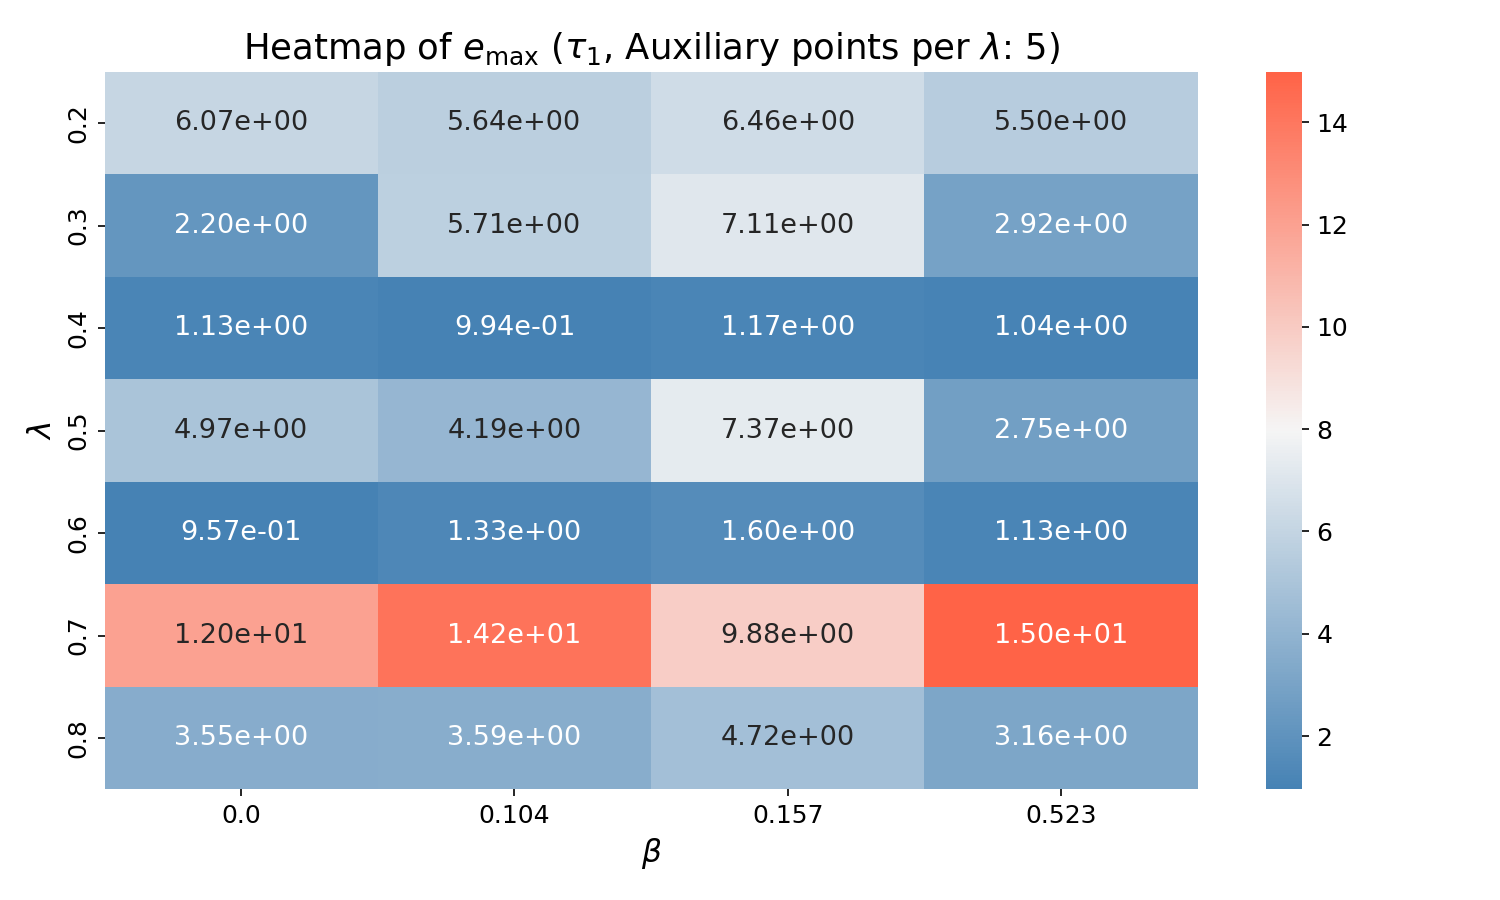 Heatmap of e_max (τ_1, Auxiliary points per λ: 5)
λ
0.2 6.07e+00 5.64e+00 6.46e+00 5.50e+00
0.3 2.20e+00 5.71e+00 7.11e+00 2.92e+00
0.4 1.13e+00 9.94e-01 1.17e+00 1.04e+00
0.5 4.97e+00 4.19e+00 7.37e+00 2.75e+00
0.6 9.57e-01 1.33e+00 1.60e+00 1.13e+00
0.7 1.20e+01 1.42e+01 9.88e+00 1.50e+01
0.8 3.55e+00 3.59e+00 4.72e+00 3.16e+00
0.0 0.104 0.157 0.523
β
14
12
10
8
6
4
2